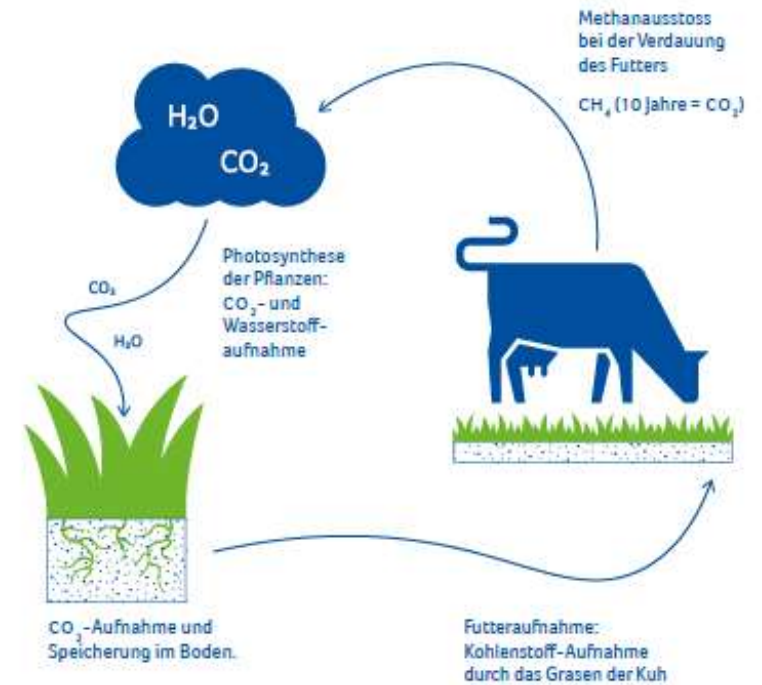 Methanausstoss
bei der Verdauung
des Futters
CH₄ (10 Jahre = CO₂)
H₂O
CO₂
Photosynthese
der Pflanzen:
CO₂- und
Wasserstoff-
aufnahme
CO₂
H₂O
CO₂-Aufnahme und
Speicherung im Boden.
Futteraufnahme:
Kohlenstoff-Aufnahme
durch das Grasen der Kuh